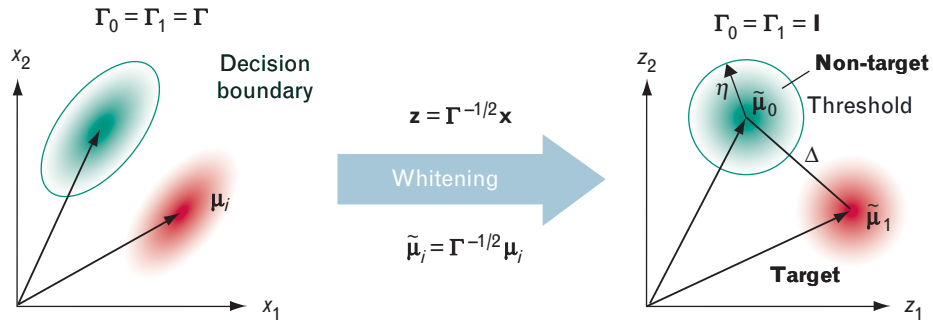 Γ₀ = Γ₁ = Γ
x₂
Decision
boundary
μᵢ
x₁
z = Γ⁻¹/²x
Whitening
μ̃ᵢ = Γ⁻¹/²μᵢ
Γ₀ = Γ₁ = I
z₂
Non-target
η
μ̃₀
Threshold
Δ
μ̃₁
Target
z₁